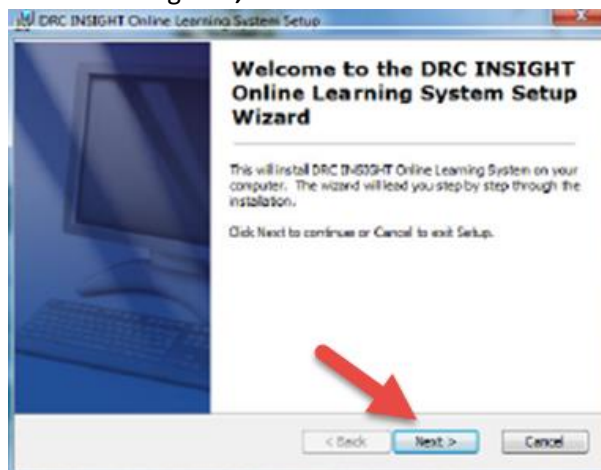 DRC INSIGHT Online Learning System Setup
Welcome to the DRC INSIGHT
Online Learning System Setup
Wizard
This will install DRC INSIGHT Online Learning System on your
computer. The wizard will lead you step by step through the
installation.
Click Next to continue or Cancel to exit Setup.
< Back
Next >
Cancel